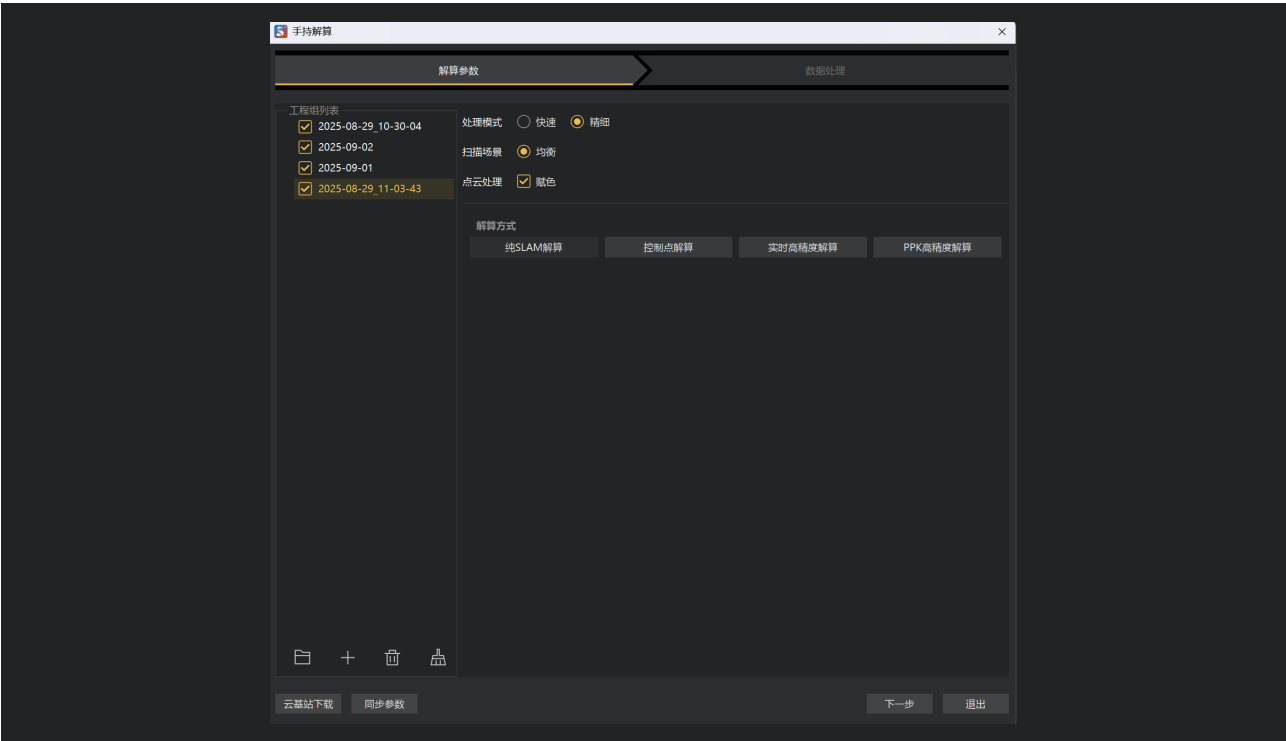 手持解算
解算参数
数据处理
工程组列表
2025-08-29_10-30-04
2025-09-02
2025-09-01
2025-08-29_11-03-43
处理模式 快速 精细
扫描场景 均衡
点云处理 赋色
解算方式
纯SLAM解算 控制点解算 实时高精度解算 PPK高精度解算
云基站下载 同步参数 下一步 退出